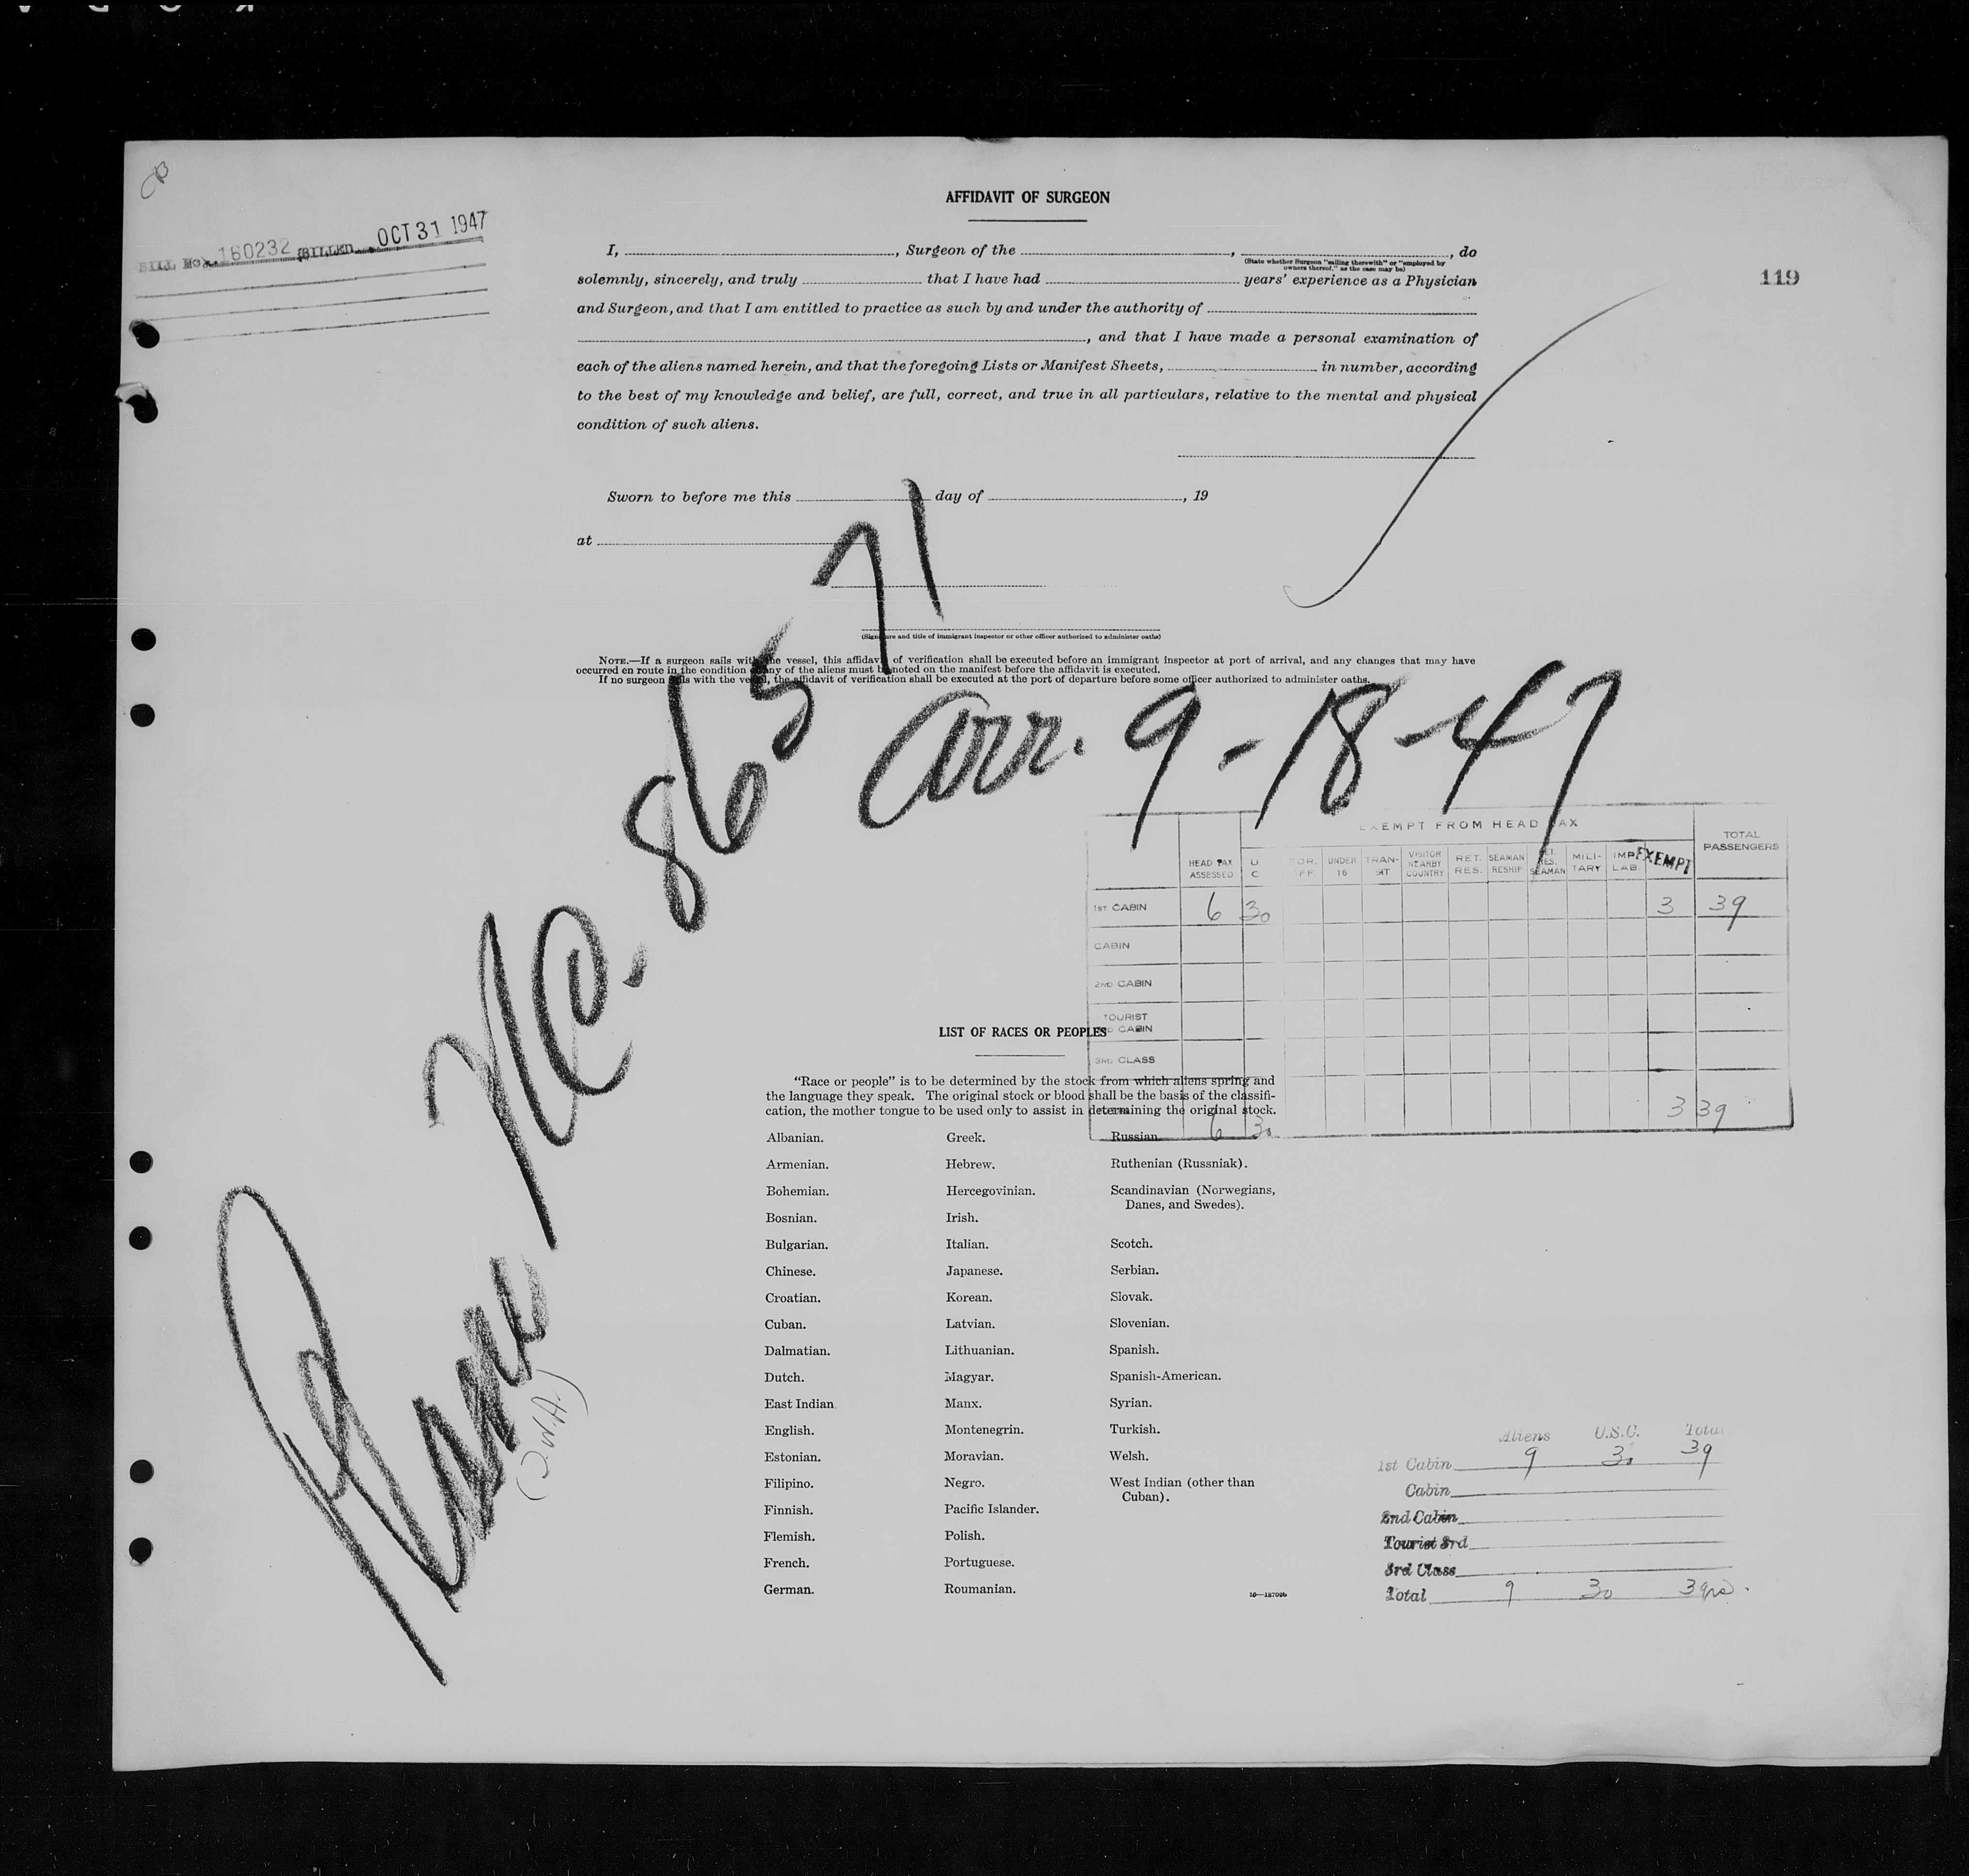 BILL No. 160232 BILLED OCT 31 1947
119
AFFIDAVIT OF SURGEON
I, , Surgeon of the , , do
(State whether Surgeon "sailing therewith" or "employed by
owners thereof," as the case may be)
solemnly, sincerely, and truly that I have had years' experience as a Physician
and Surgeon, and that I am entitled to practice as such by and under the authority of
, and that I have made a personal examination of
each of the aliens named herein, and that the foregoing Lists or Manifest Sheets, in number, according
to the best of my knowledge and belief, are full, correct, and true in all particulars, relative to the mental and physical
condition of such aliens.
Sworn to before me this day of , 19
at
(Signature and title of immigrant inspector or other officer authorized to administer oaths)
NOTE.—If a surgeon sails with the vessel, this affidavit of verification shall be executed before an immigrant inspector at port of arrival, and any changes that may have
occurred en route in the condition of any of the aliens must be noted on the manifest before the affidavit is executed.
If no surgeon sails with the vessel, the affidavit of verification shall be executed at the port of departure before some officer authorized to administer oaths.
Plane NC. 86571
Arr. 9-18-47
EXEMPT FROM HEAD TAX
HEAD TAX ASSESSED U C FOR. OFF. UNDER 16 TRAN- SIT VISITOR NEARBY COUNTRY RET. RES. SEAMAN RESHIP RET. RES. SEAMAN MILI- TARY IMP. LAB. EXEMPT TOTAL PASSENGERS
1ST CABIN 6 30 3 39
CABIN
2ND CABIN
TOURIST
3RD CABIN
3RD CLASS
6 30 3 39
LIST OF RACES OR PEOPLES
"Race or people" is to be determined by the stock from which aliens spring and
the language they speak. The original stock or blood shall be the basis of the classifi-
cation, the mother tongue to be used only to assist in determining the original stock.
Albanian.
Armenian.
Bohemian.
Bosnian.
Bulgarian.
Chinese.
Croatian.
Cuban.
Dalmatian.
Dutch.
East Indian.
English.
Estonian.
Filipino.
Finnish.
Flemish.
French.
German.
Greek.
Hebrew.
Hercegovinian.
Irish.
Italian.
Japanese.
Korean.
Latvian.
Lithuanian.
Magyar.
Manx.
Montenegrin.
Moravian.
Negro.
Pacific Islander.
Polish.
Portuguese.
Roumanian.
Russian.
Ruthenian (Russniak).
Scandinavian (Norwegians,
Danes, and Swedes).
Scotch.
Serbian.
Slovak.
Slovenian.
Spanish.
Spanish-American.
Syrian.
Turkish.
Welsh.
West Indian (other than
Cuban).
16—18709b
Aliens U.S.C. Total
1st Cabin 9 30 39
Cabin
2nd Cabin
Tourist 3rd
3rd Class
Total 9 30 39